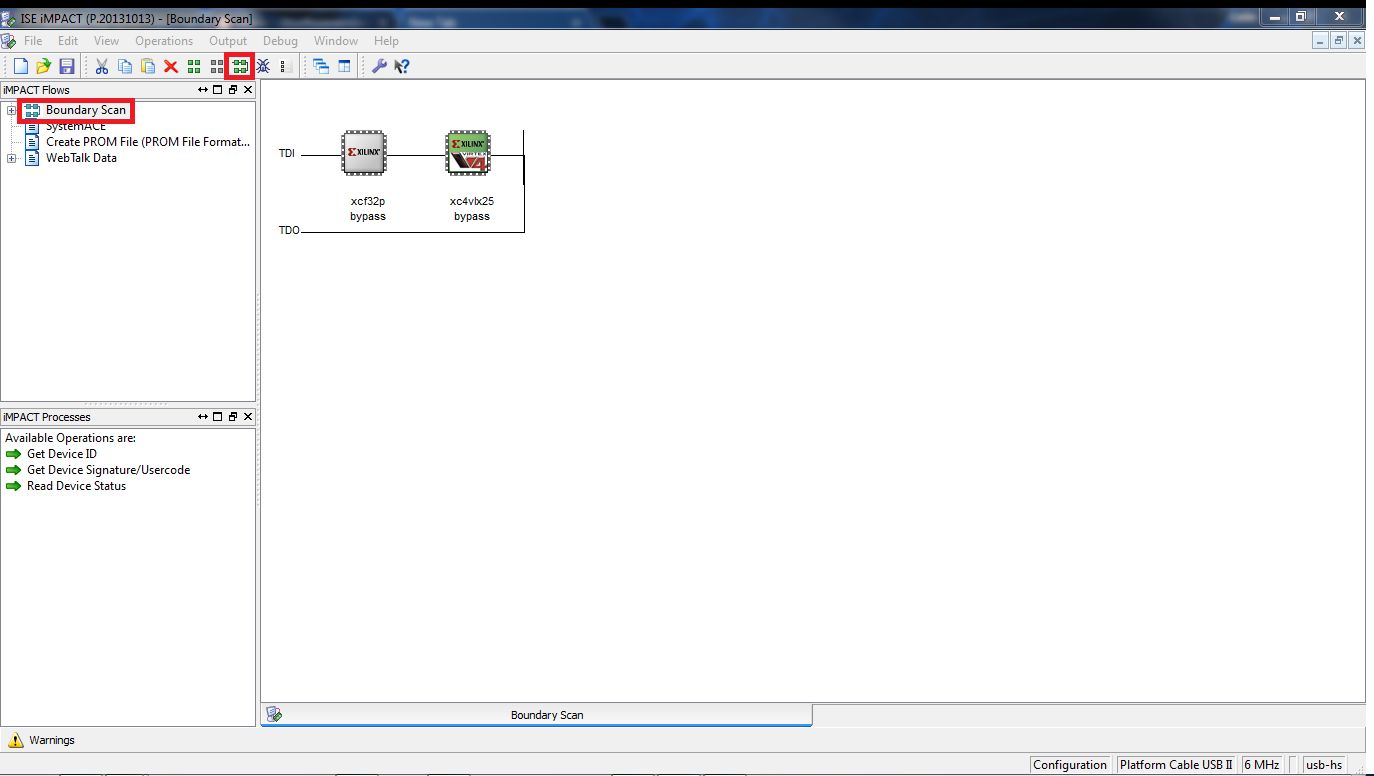 ISE iMPACT (P.20131013) - [Boundary Scan]
File Edit View Operations Output Debug Window Help
iMPACT Flows
Boundary Scan
SystemACE
Create PROM File (PROM File Format...
WebTalk Data
TDI
XILINX
XILINX
VIRTEX
4
xcf32p
bypass
xc4vlx25
bypass
TDO
iMPACT Processes
Available Operations are:
Get Device ID
Get Device Signature/Usercode
Read Device Status
Boundary Scan
Warnings
Configuration Platform Cable USB II 6 MHz usb-hs